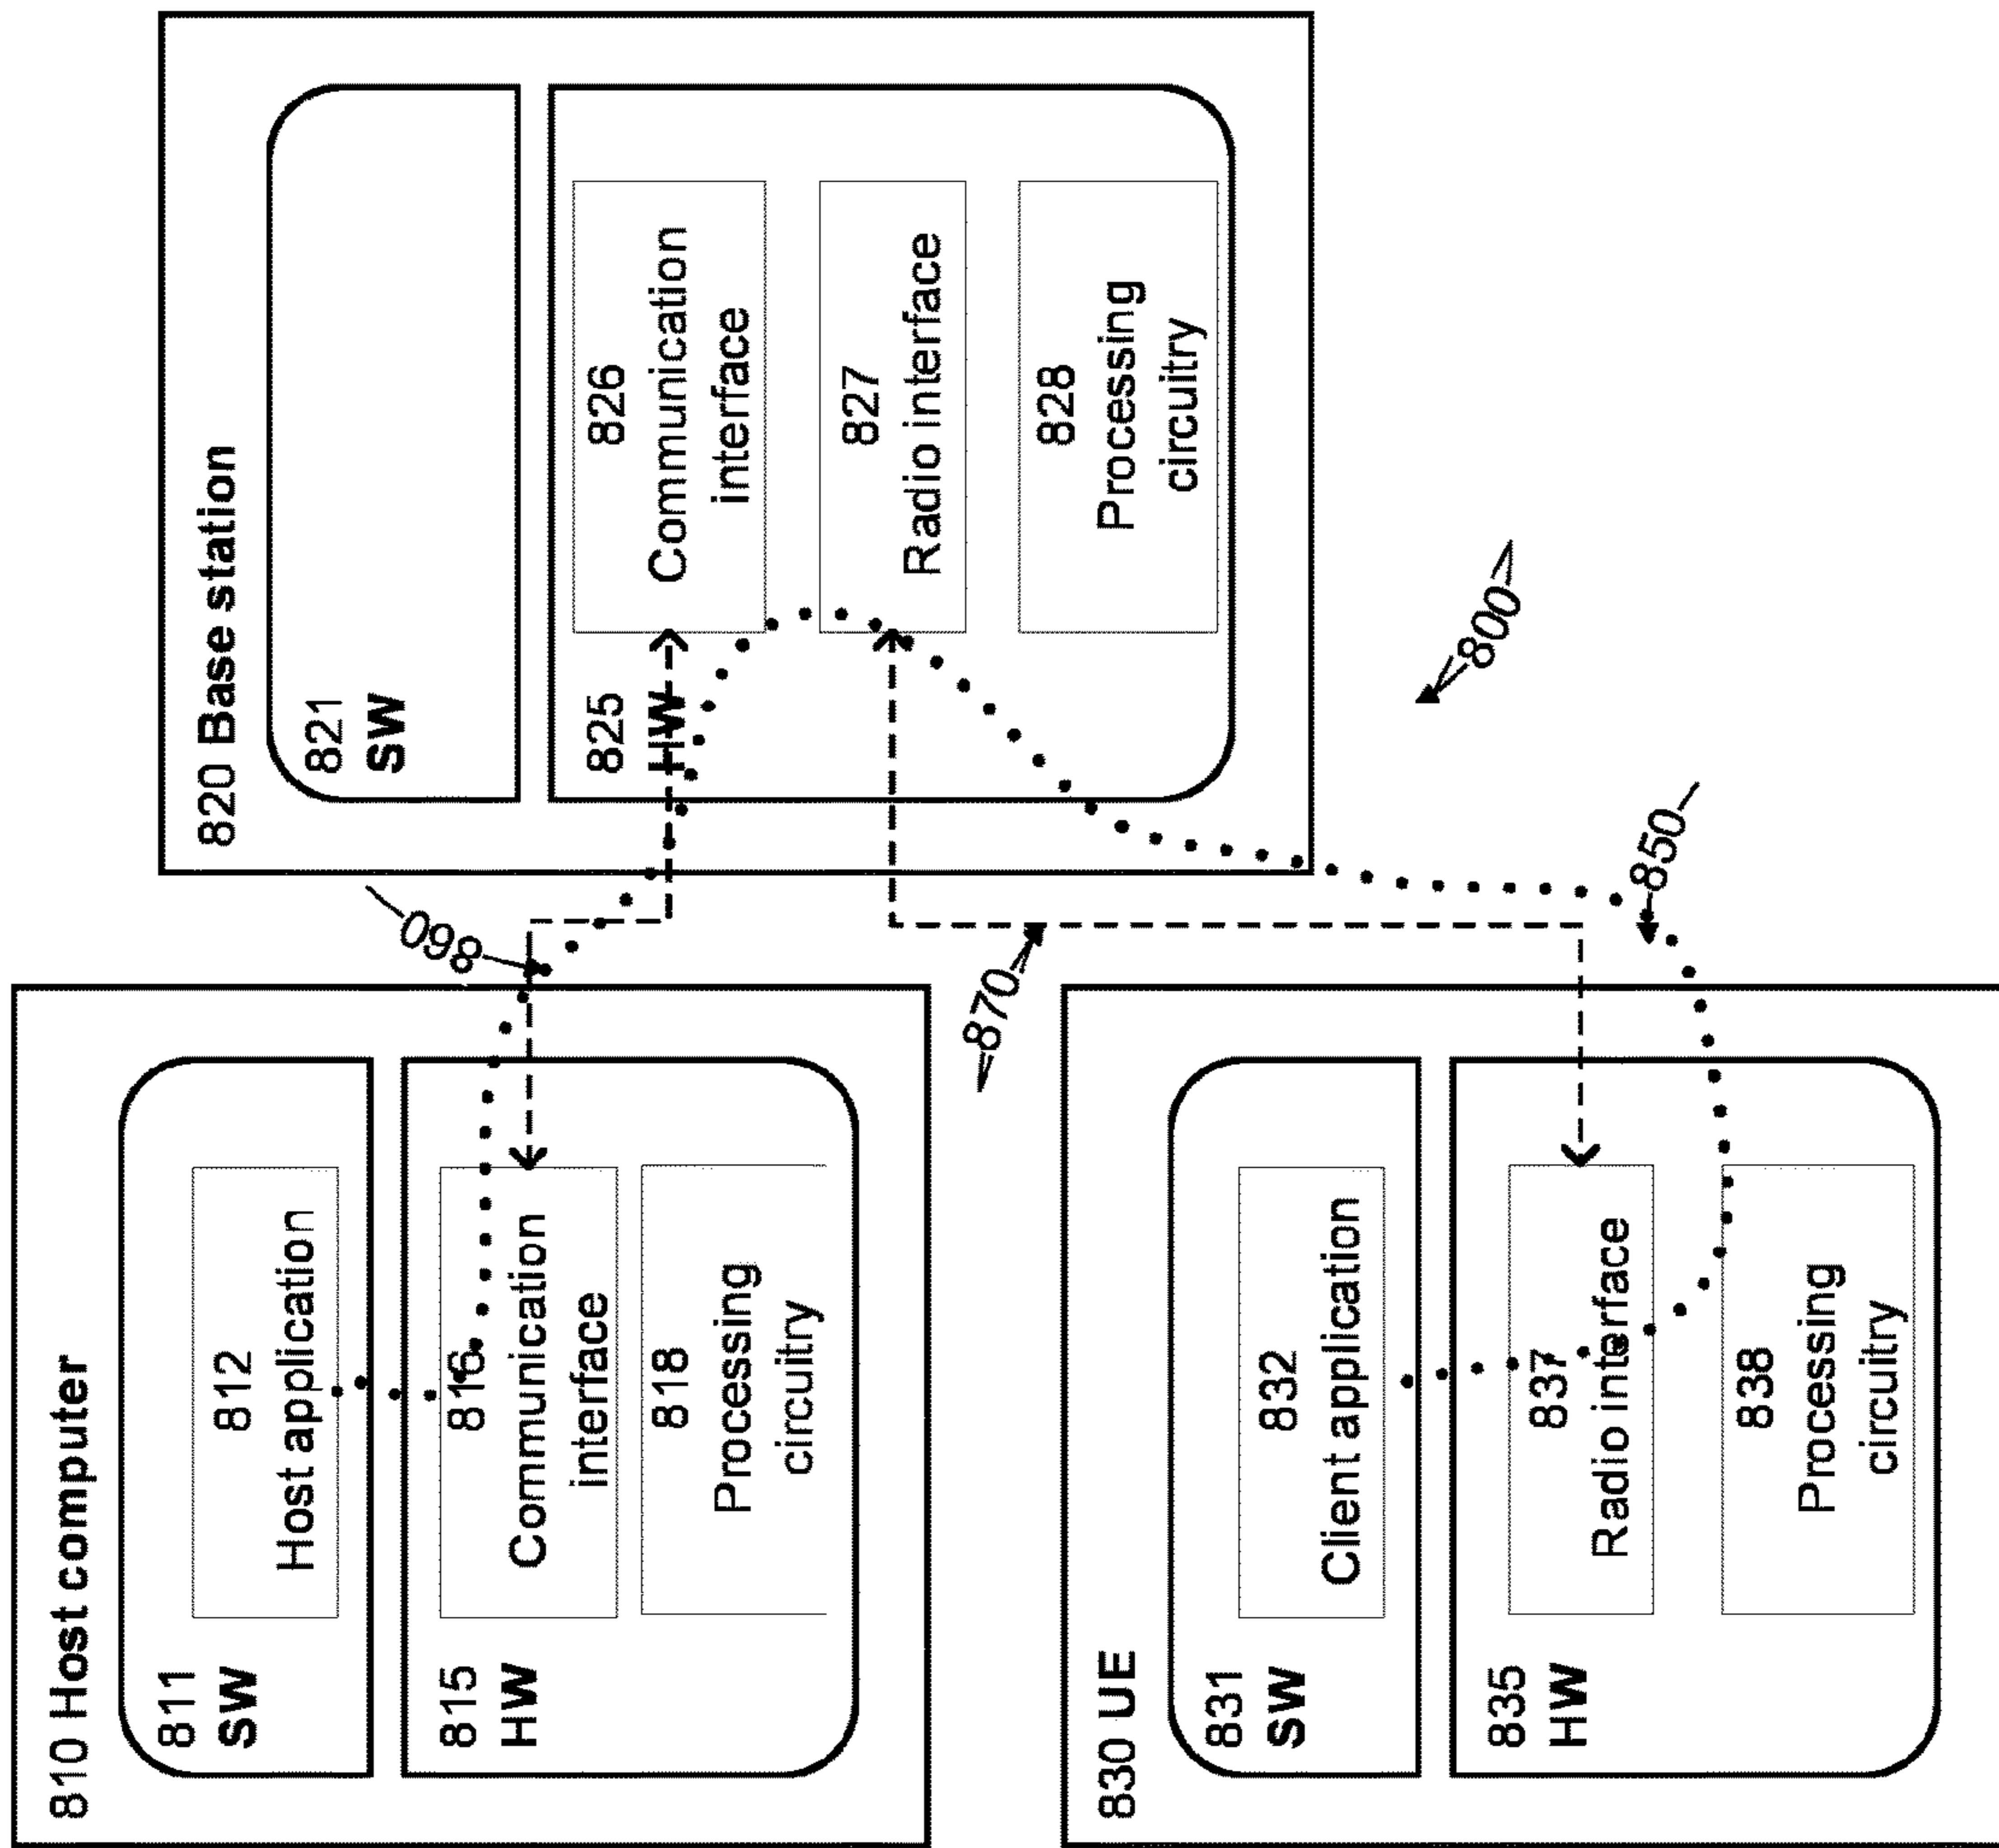 810 Host computer
811
SW
812
Host application
815
HW
816
Communication
interface
818
Processing
circuitry
820 Base station
821
SW
825
HW
826
Communication
interface
827
Radio interface
828
Processing
circuitry
830 UE
831
SW
832
Client application
835
HW
837
Radio interface
838
Processing
circuitry
860
870
850
800